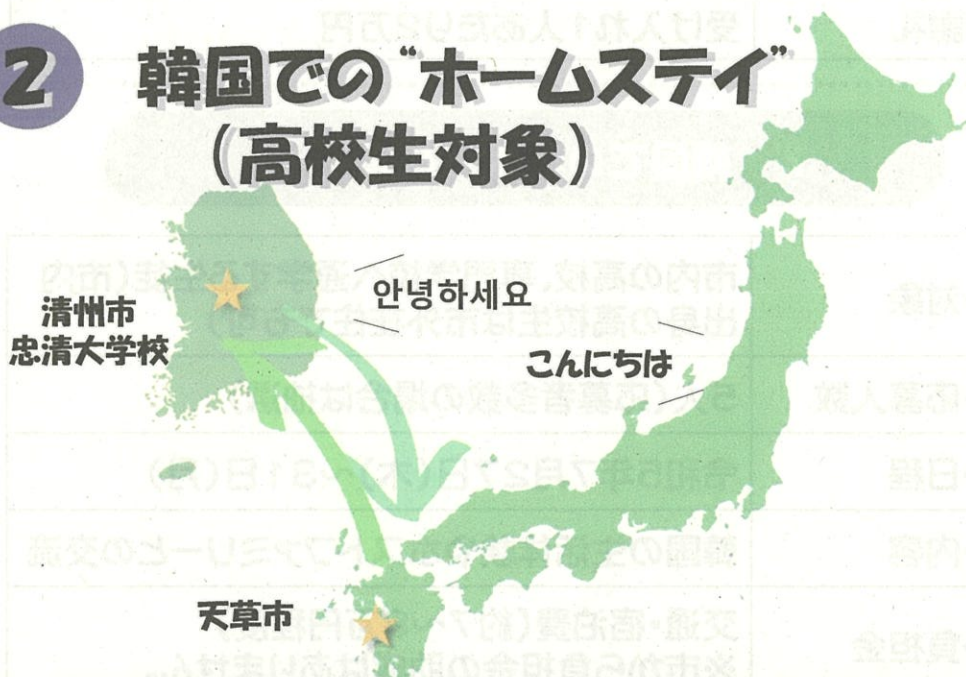 2 韓国での“ホームステイ”
（高校生対象）
清州市
忠清大学校
안녕하세요
こんにちは
天草市